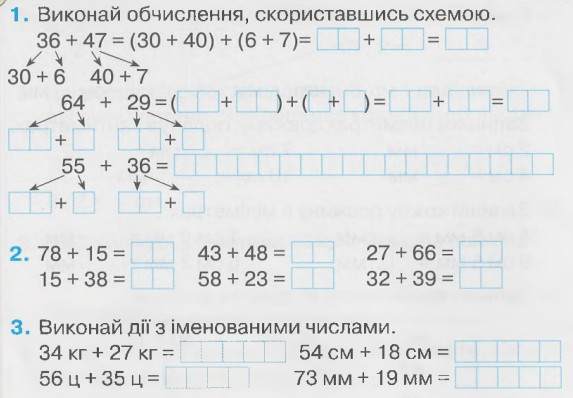 1. Виконай обчислення, скориставшись схемою.
36 + 47 = (30 + 40) + (6 + 7) = + =
30 + 6 40 + 7
64 + 29 = ( + ) + ( + ) = + =
+ +
55 + 36 =
+ +
2. 78 + 15 = 43 + 48 = 27 + 66 =
15 + 38 = 58 + 23 = 32 + 39 =
3. Виконай дії з іменованими числами.
34 кг + 27 кг = 54 см + 18 см =
56 ц + 35 ц = 73 мм + 19 мм =